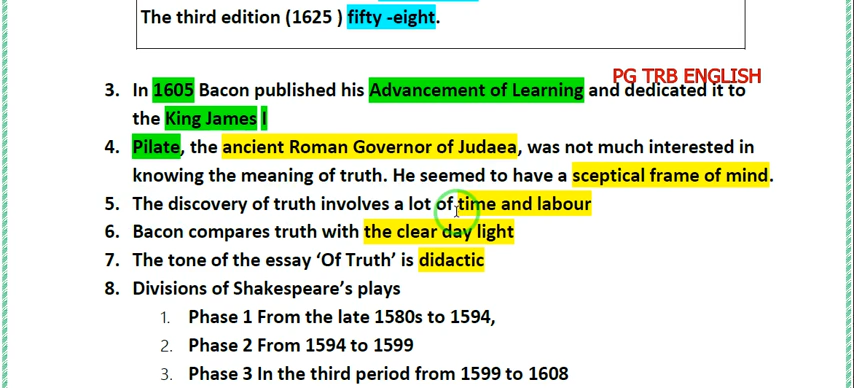 The third edition (1625 ) fifty -eight.
PG TRB ENGLISH
3. In 1605 Bacon published his Advancement of Learning and dedicated it to
the King James I
4. Pilate, the ancient Roman Governor of Judaea, was not much interested in
knowing the meaning of truth. He seemed to have a sceptical frame of mind.
5. The discovery of truth involves a lot of time and labour
6. Bacon compares truth with the clear day light
7. The tone of the essay ‘Of Truth’ is didactic
8. Divisions of Shakespeare’s plays
1. Phase 1 From the late 1580s to 1594,
2. Phase 2 From 1594 to 1599
3. Phase 3 In the third period from 1599 to 1608